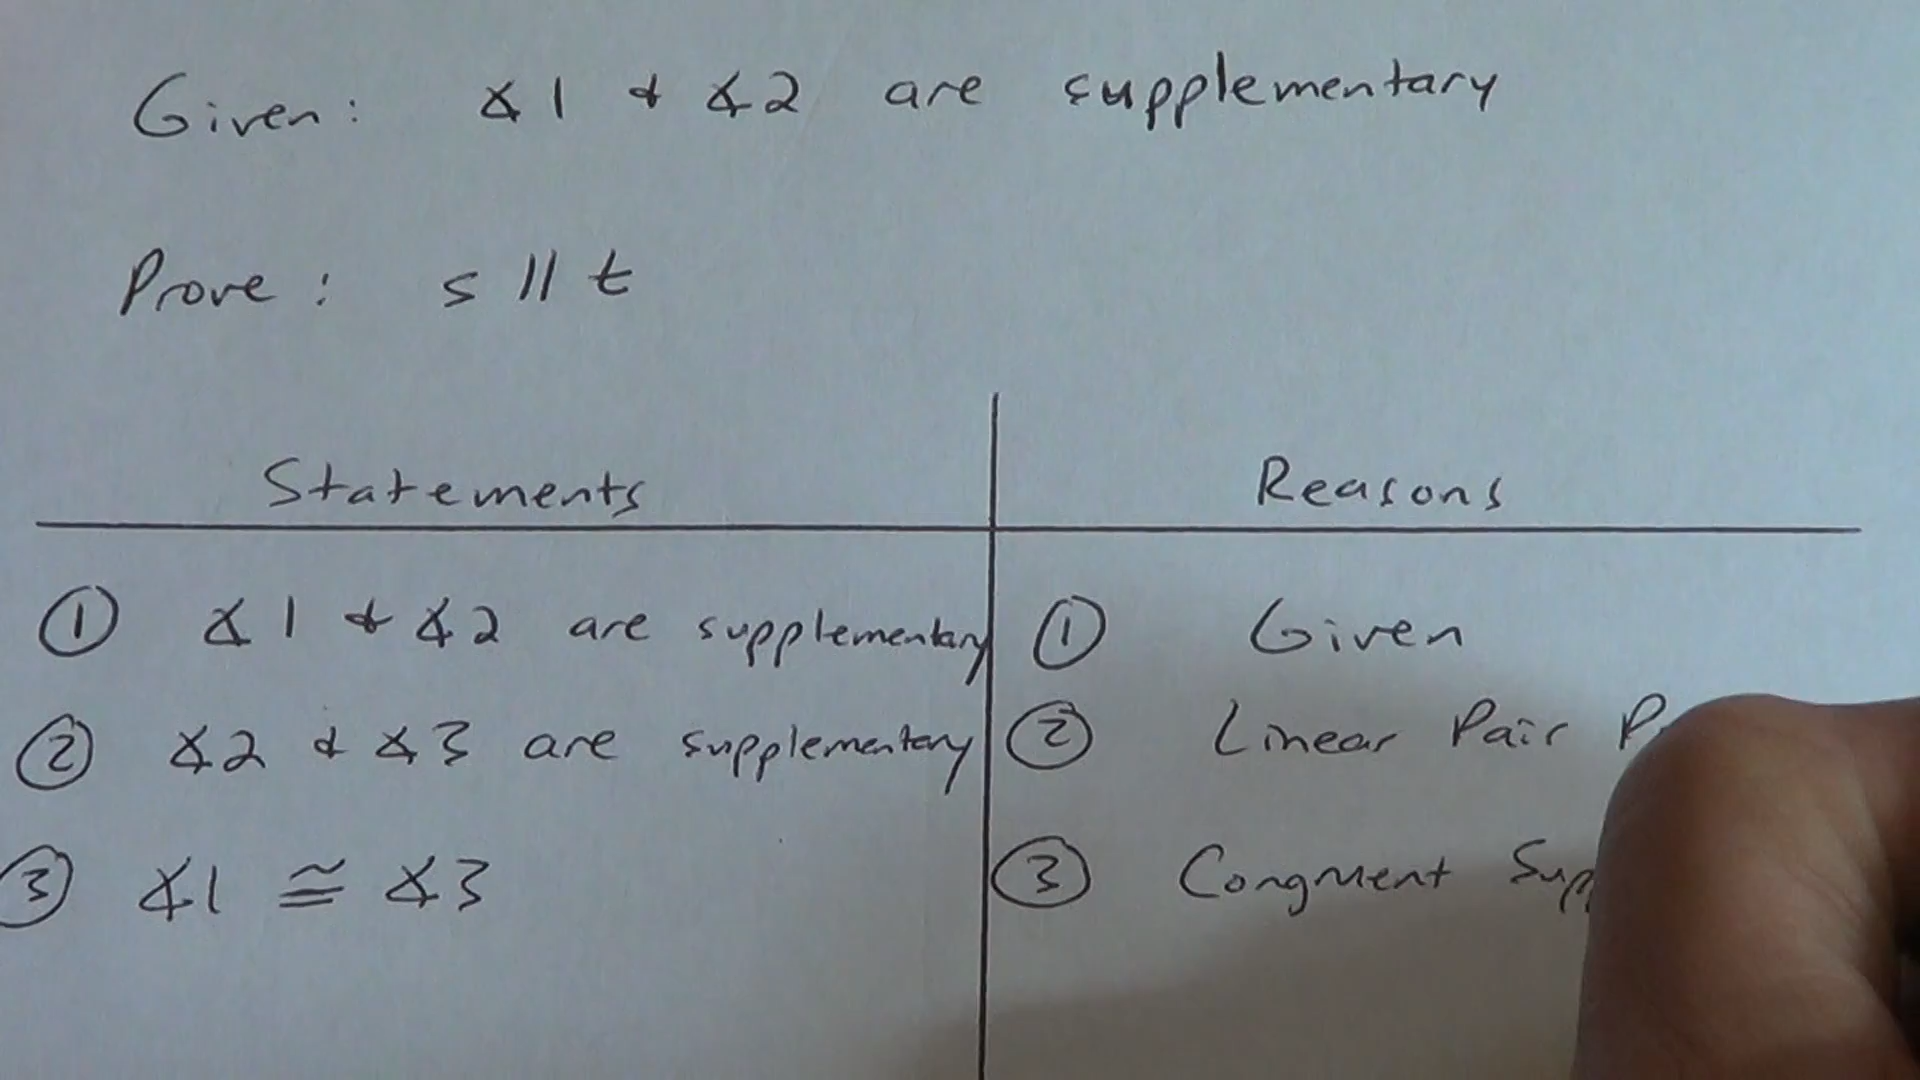 Given: ∡1 & ∡2 are supplementary
Prove: s || t
Statements Reasons
① ∡1 & ∡2 are supplementary ① Given
② ∡2 & ∡3 are supplementary ② Linear Pair
③ ∡1 ≅ ∡3 ③ Congruent